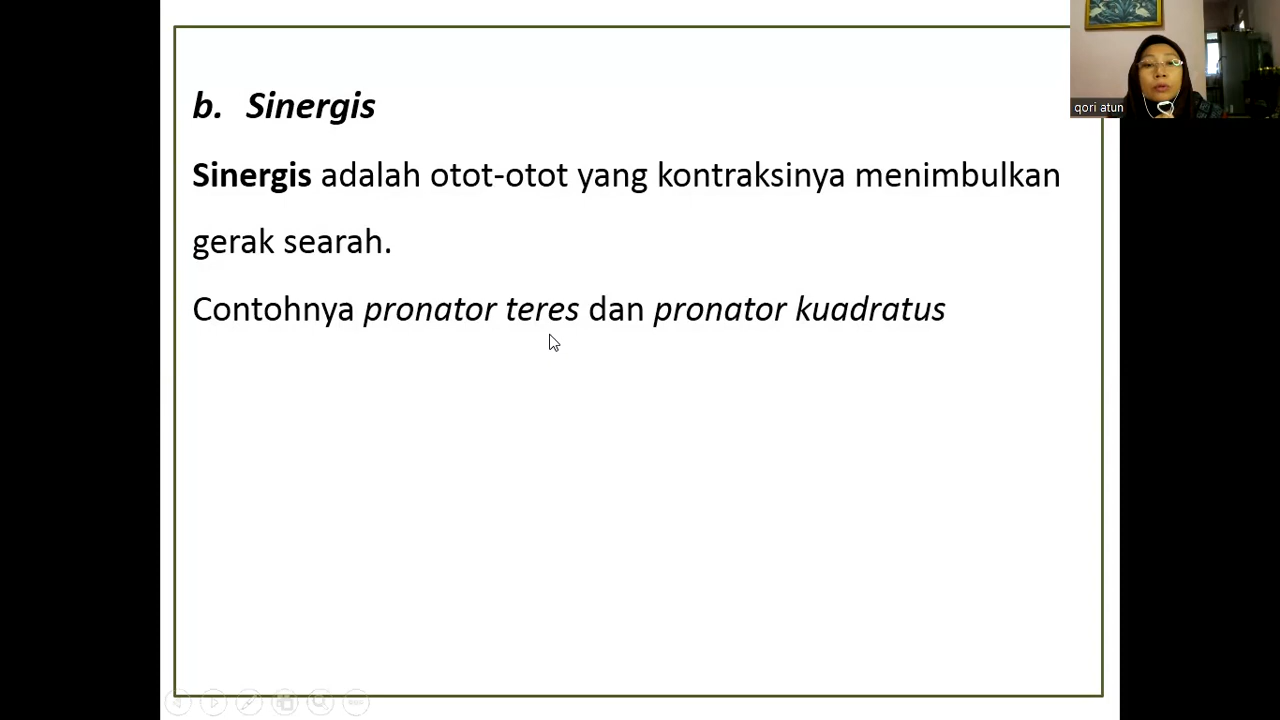 b. Sinergis
Sinergis adalah otot-otot yang kontraksinya menimbulkan
gerak searah.
Contohnya pronator teres dan pronator kuadratus
qori atun